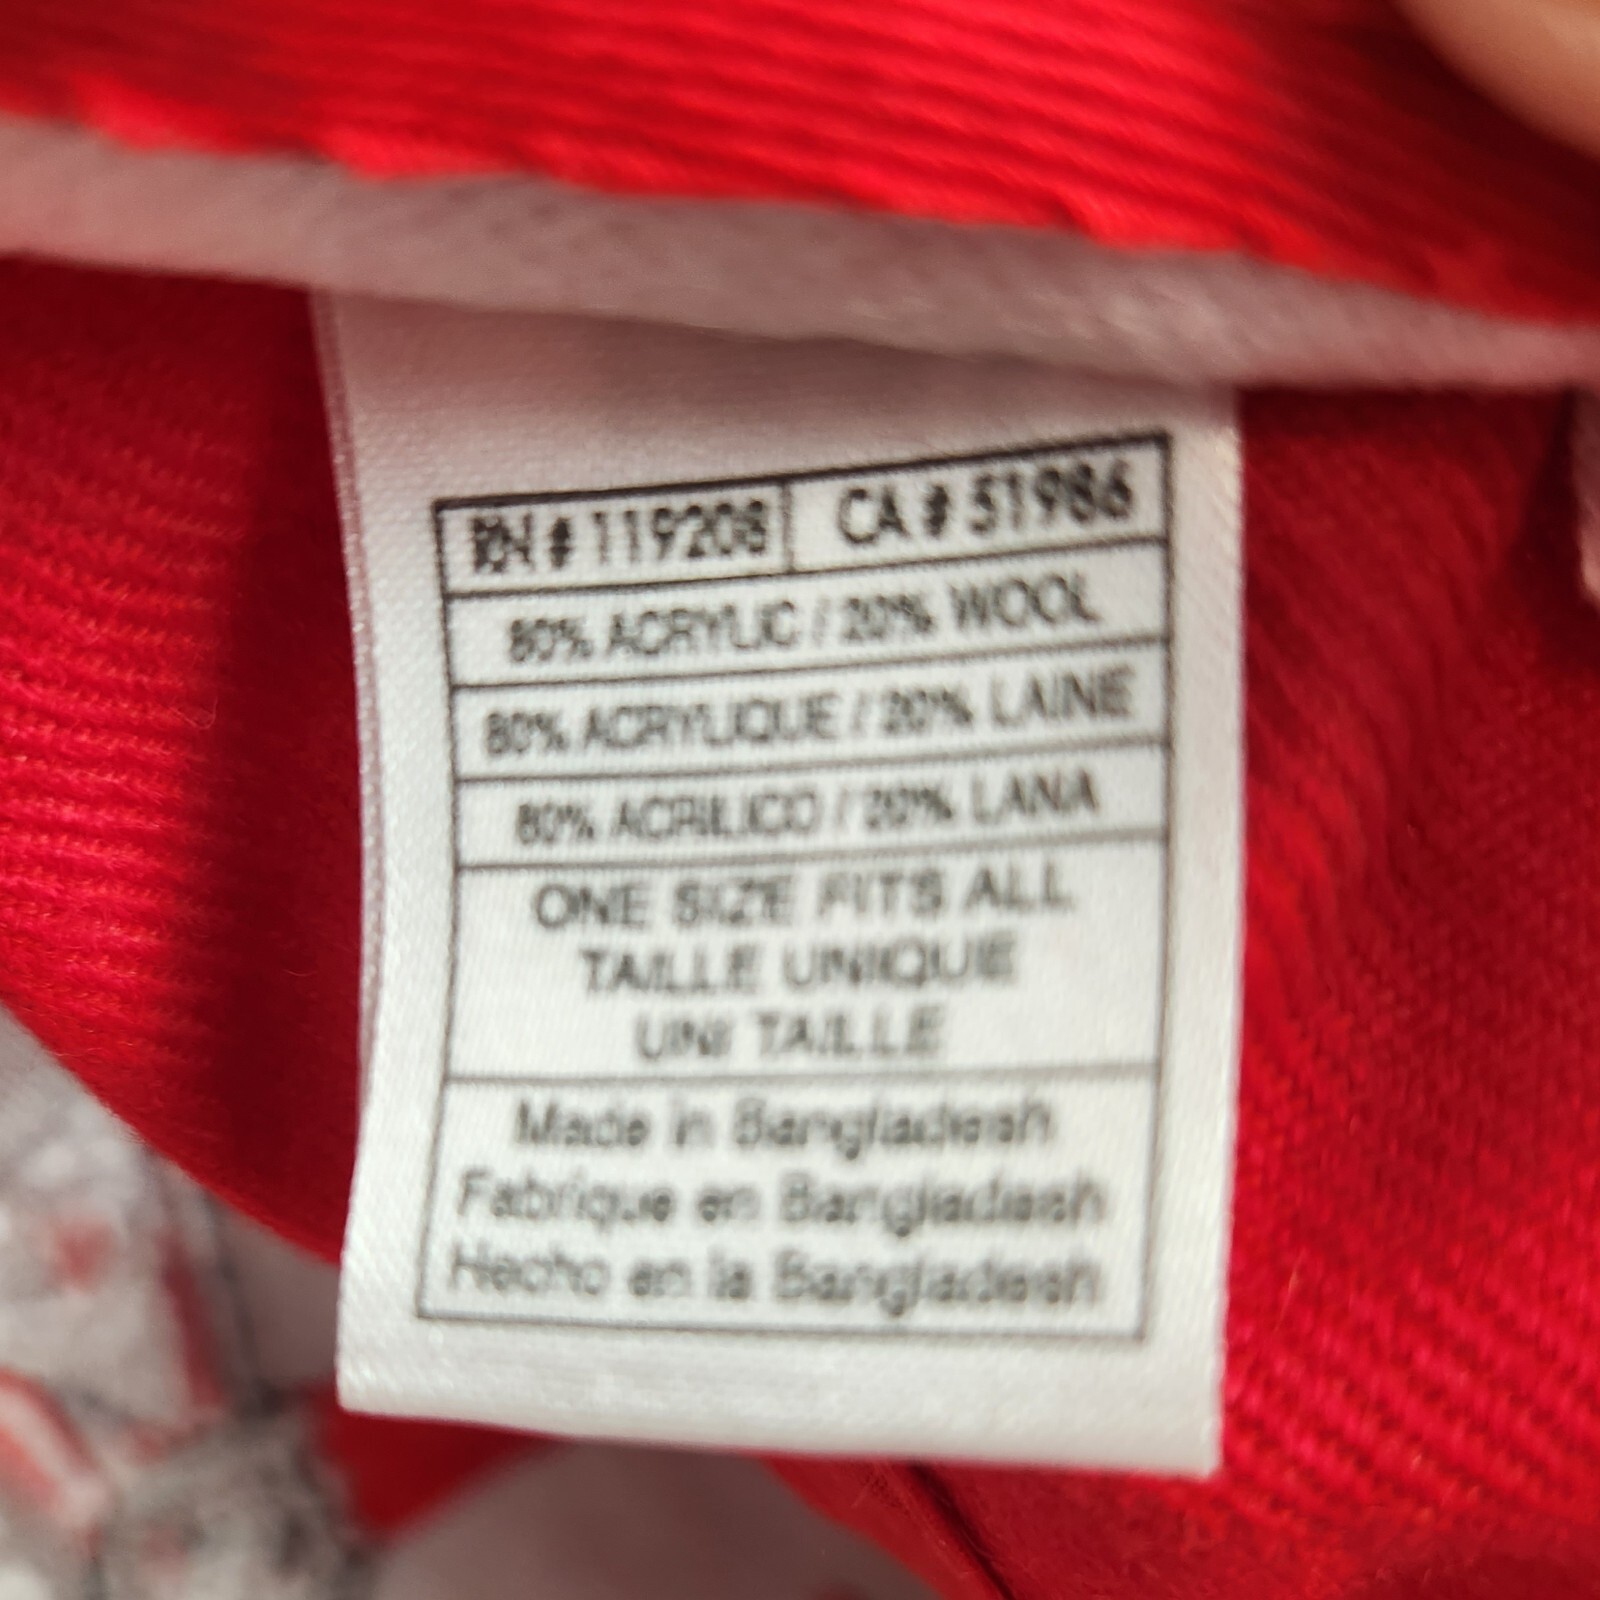 RN # 119208 CA # 51986
80% ACRYLIC / 20% WOOL
80% ACRYLIQUE / 20% LAINE
80% ACRILICO / 20% LANA
ONE SIZE FITS ALL
TAILLE UNIQUE
UNI TAILLE
Made in Bangladesh
Fabrique en Bangladesh
Hecho en la Bangladesh